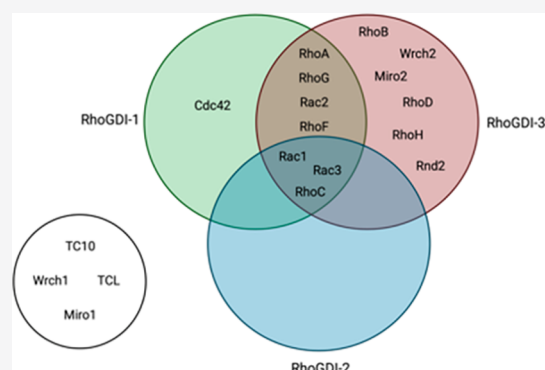 RhoB
RhoA
Wrch2
RhoG
Miro2
Cdc42
Rac2
RhoD
RhoGDI-1
RhoF
RhoH
RhoGDI-3
Rac1
Rac3
Rnd2
RhoC
TC10
Wrch1
TCL
Miro1
RhoGDI-2